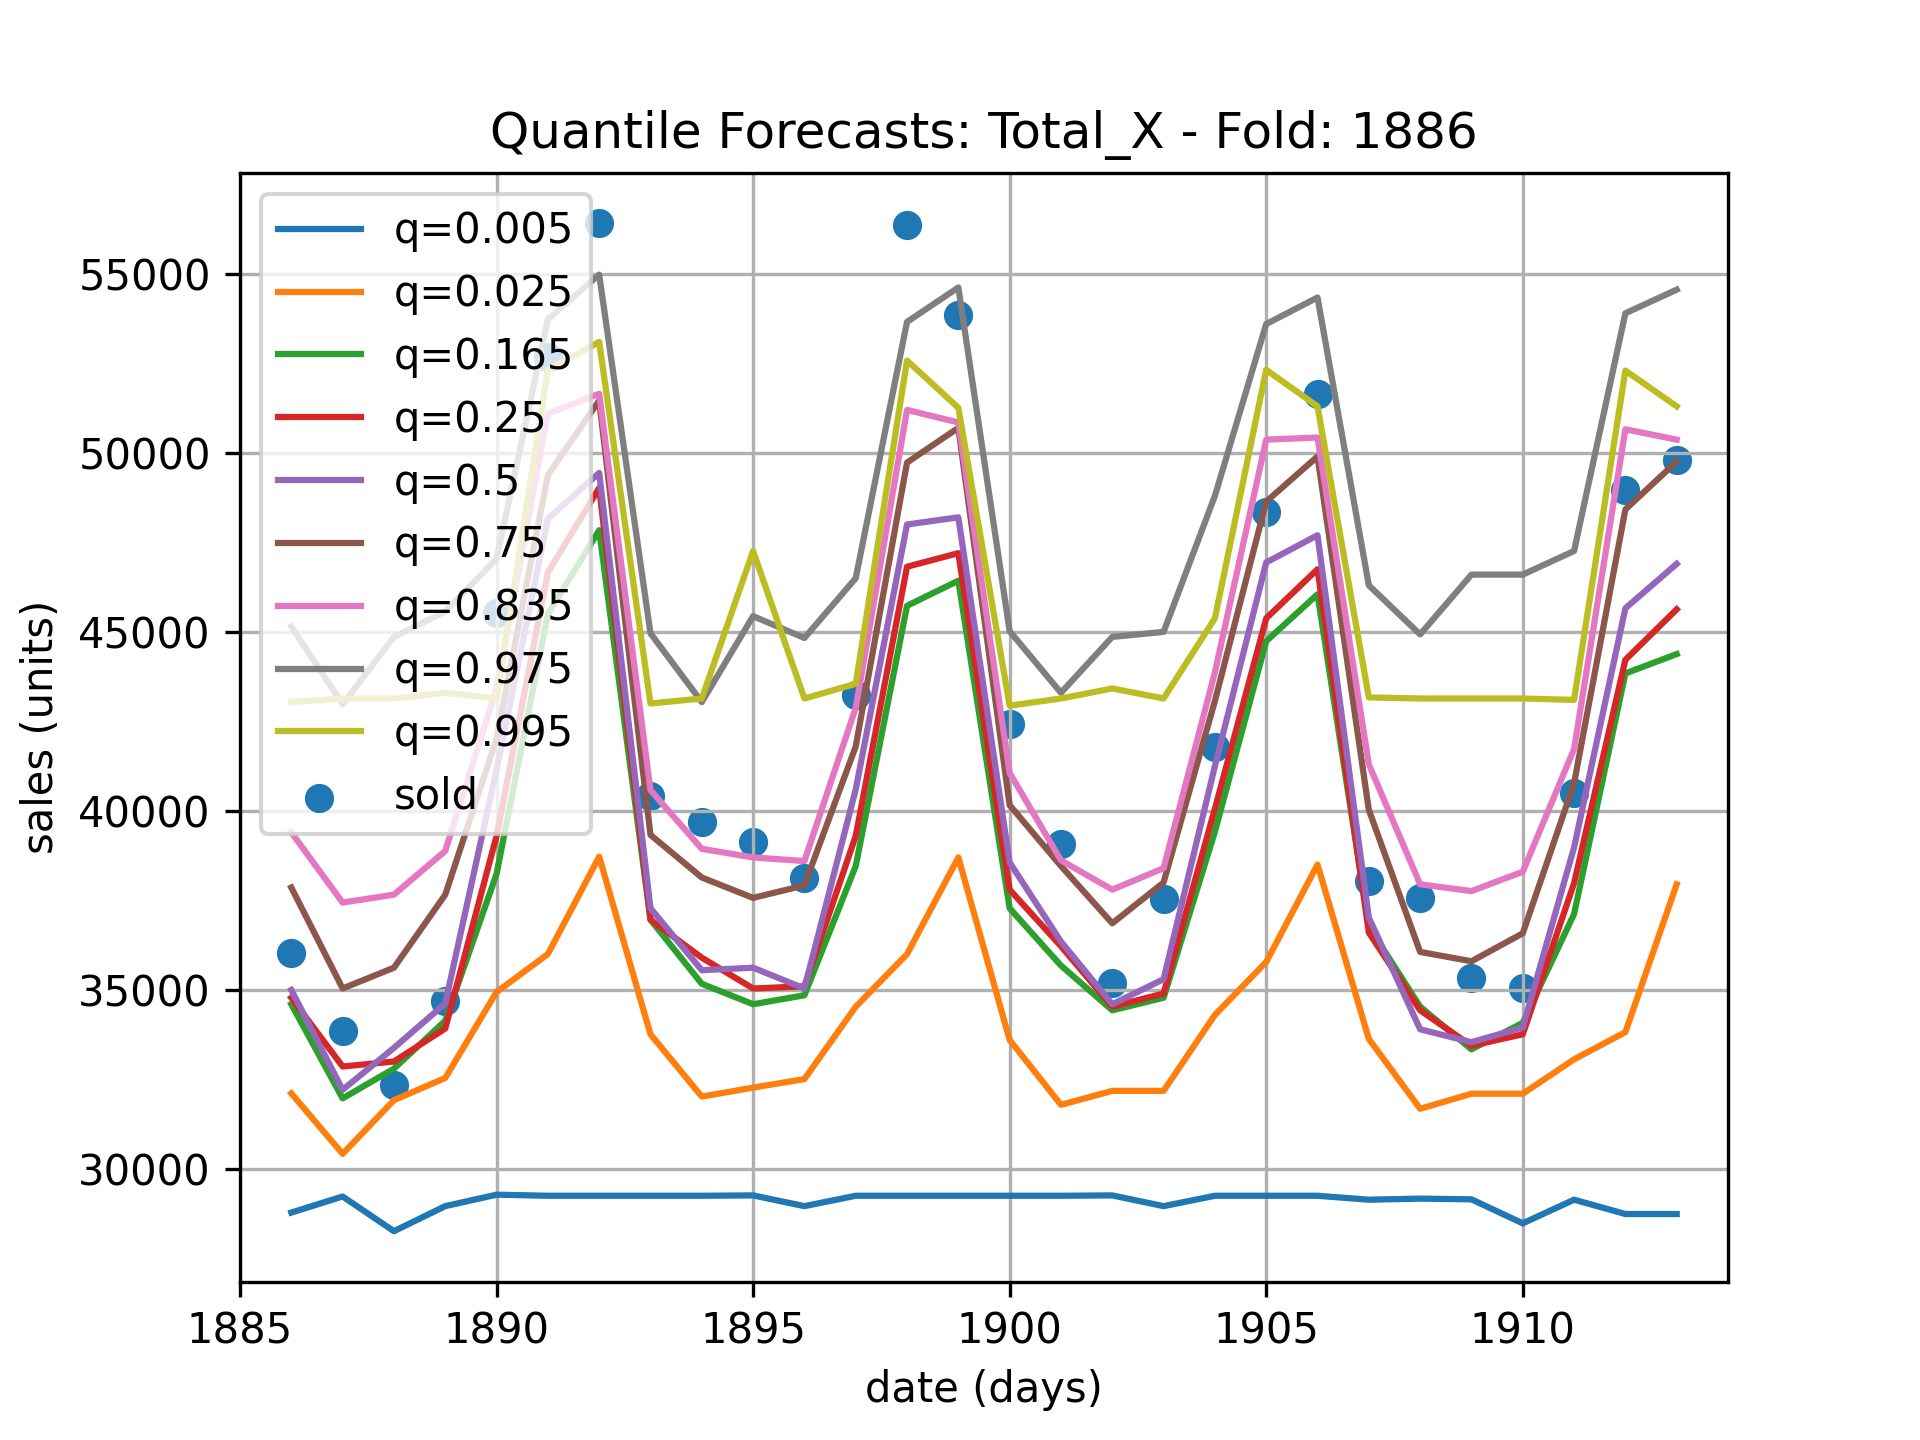 Quantile Forecasts: Total_X - Fold: 1886
q=0.005
q=0.025
q=0.165
q=0.25
q=0.5
q=0.75
q=0.835
q=0.975
q=0.995
sold
55000
50000
45000
40000
35000
30000
sales (units)
1885 1890 1895 1900 1905 1910
date (days)